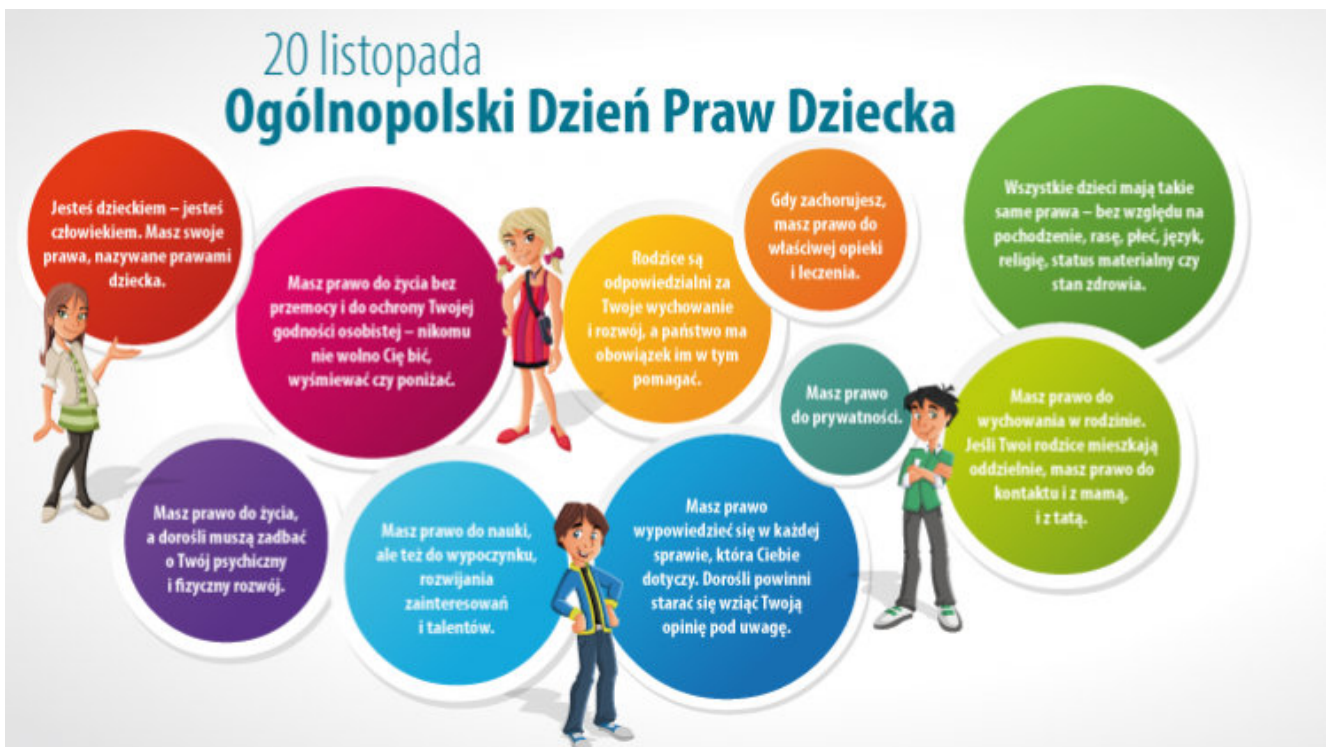 20 listopada
Ogólnopolski Dzień Praw Dziecka
Jesteś dzieckiem – jesteś
człowiekiem. Masz swoje
prawa, nazywane prawami
dziecka.
Masz prawo do życia bez
przemocy i do ochrony Twojej
godności osobistej – nikomu
nie wolno Cię bić,
wyśmiewać czy poniżać.
Rodzice są
odpowiedzialni za
Twoje wychowanie
i rozwój, a państwo ma
obowiązek im w tym
pomagać.
Gdy zachorujesz,
masz prawo do
właściwej opieki
i leczenia.
Wszystkie dzieci mają takie
same prawa – bez względu na
pochodzenie, rasę, płeć, język,
religię, status materialny czy
stan zdrowia.
Masz prawo do życia,
a dorośli muszą zadbać
o Twój psychiczny
i fizyczny rozwój.
Masz prawo do nauki,
ale też do wypoczynku,
rozwijania
zainteresowań
i talentów.
Masz prawo
wypowiedzieć się w każdej
sprawie, która Ciebie
dotyczy. Dorośli powinni
starać się wziąć Twoją
opinię pod uwagę.
Masz prawo
do prywatności.
Masz prawo do
wychowania w rodzinie.
Jeśli Twoi rodzice mieszkają
oddzielnie, masz prawo do
kontaktu i z mamą,
i z tatą.